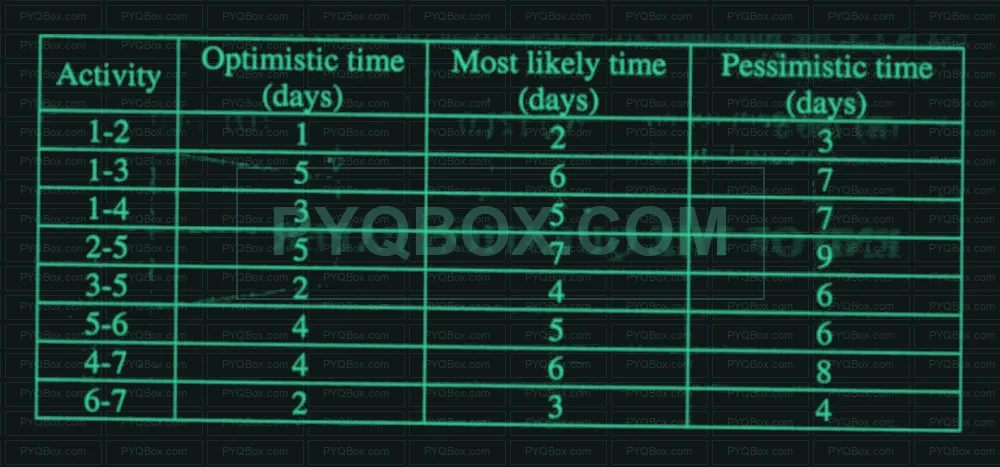 Activity Optimistic time (days) Most likely time (days) Pessimistic time (days)
1-2 1 2 3
1-3 5 6 7
1-4 3 5 7
2-5 5 7 9
3-5 2 4 6
5-6 4 5 6
4-7 4 6 8
6-7 2 3 4
PYQBOX.COM